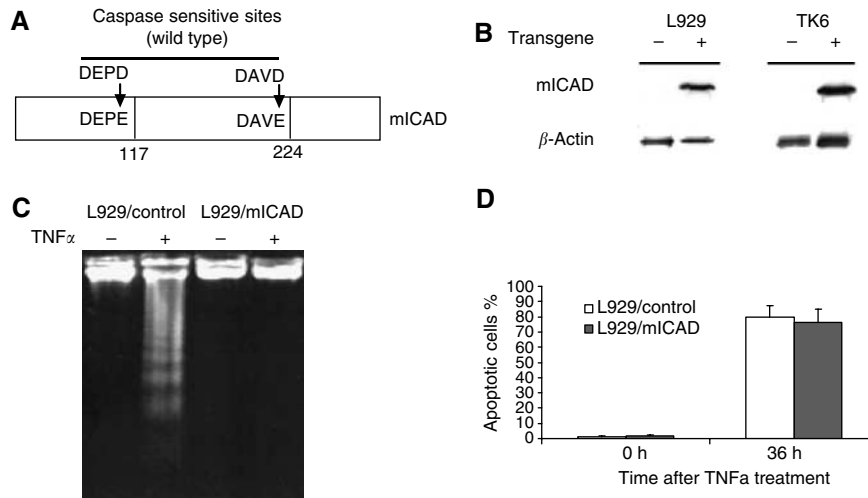 A
Caspase sensitive sites
(wild type)
DEPD DAVD
DEPE DAVE mICAD
117 224
B
L929 TK6
Transgene − + − +
mICAD
β-Actin
C
L929/control L929/mICAD
TNFα − + − +
D
Apoptotic cells %
100
90
80
70
60
50
40
30
20
10
0
L929/control
L929/mICAD
0 h 36 h
Time after TNFa treatment